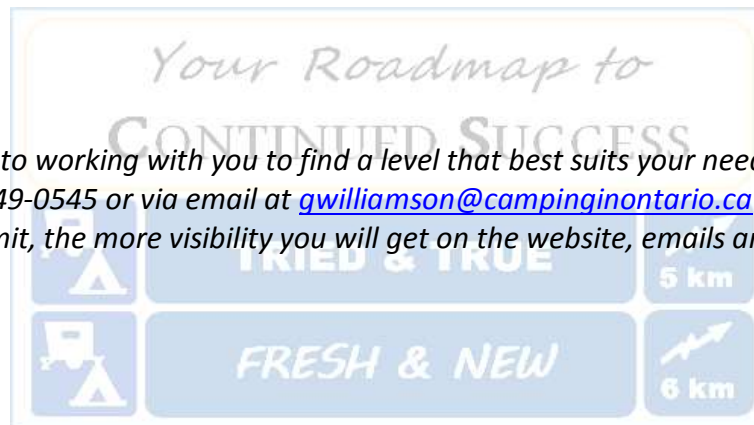 Your Roadmap to
CONTINUED SUCCESS
to working with you to find a level that best suits your need
49-0545 or via email at gwilliamson@campinginontario.ca
mit, the more visibility you will get on the website, emails an
TRIED & TRUE
5 km
FRESH & NEW
6 km